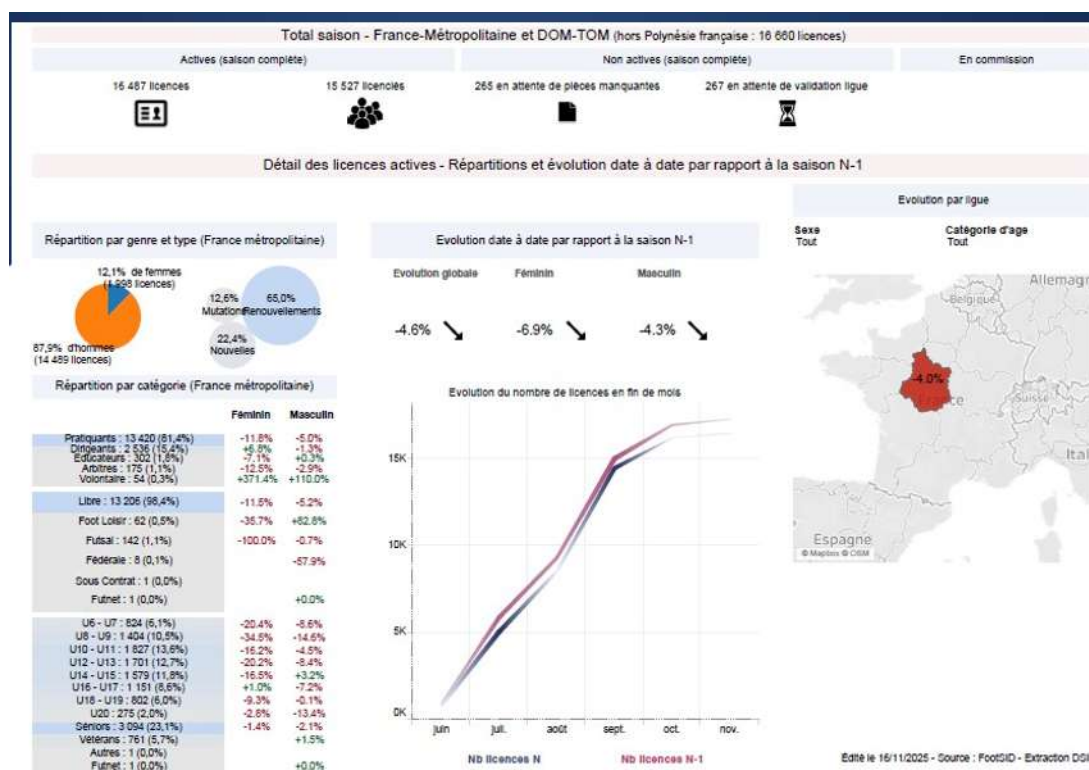 Total saison - France-Métropolitaine et DOM-TOM (hors Polynésie française : 16 660 licences)
Actives (saison complète)
Non actives (saison complète)
En commission
16 487 licences
15 527 licenciés
265 en attente de pièces manquantes
267 en attente de validation ligue
Détail des licences actives - Répartitions et évolution date à date par rapport à la saison N-1
Evolution par ligue
Sexe
Tout
Catégorie d'age
Tout
Répartition par genre et type (France métropolitaine)
12,1% de femmes
(1 998 licences)
87,9% d'hommes
(14 489 licences)
12,6%
Mutations
65,0%
Renouvellements
22,4%
Nouvelles
Evolution date à date par rapport à la saison N-1
Evolution globale
Féminin
Masculin
-4.6%
-6.9%
-4.3%
Allemagn
Belgique
-4.0%
France
Suisse
Itali
Espagne
© Mapbox © OSM
Répartition par catégorie (France métropolitaine)
Féminin Masculin
Pratiquants : 13 420 (81,4%) -11.8% -5.0%
Dirigeants : 2 536 (15,4%) +6.8% -1.3%
Educateurs : 302 (1,8%) -7.1% +0.3%
Arbitres : 175 (1,1%) -12.5% -2.9%
Volontaire : 54 (0,3%) +371.4% +110.0%
Libre : 13 206 (98,4%) -11.5% -5.2%
Foot Loisir : 62 (0,5%) -35.7% +82.8%
Futsal : 142 (1,1%) -100.0% -0.7%
Fédérale : 8 (0,1%) -57.9%
Sous Contrat : 1 (0,0%)
Futnet : 1 (0,0%) +0.0%
U6 - U7 : 824 (6,1%) -20.4% -8.6%
U8 - U9 : 1 404 (10,5%) -34.5% -14.6%
U10 - U11 : 1 827 (13,6%) -16.2% -4.5%
U12 - U13 : 1 701 (12,7%) -20.2% -8.4%
U14 - U15 : 1 579 (11,8%) -16.5% +3.2%
U16 - U17 : 1 151 (8,6%) +1.0% -7.2%
U18 - U19 : 802 (6,0%) -9.3% -0.1%
U20 : 275 (2,0%) -2.8% -13.4%
Séniors : 3 094 (23,1%) -1.4% -2.1%
Vétérans : 761 (5,7%) +1.5%
Autres : 1 (0,0%)
Futnet : 1 (0,0%) +0.0%
Evolution du nombre de licences en fin de mois
15K
10K
5K
0K
juin juil. août sept. oct. nov.
Nb licences N Nb licences N-1
Edité le 16/11/2025 - Source : FootSID - Extraction DSI